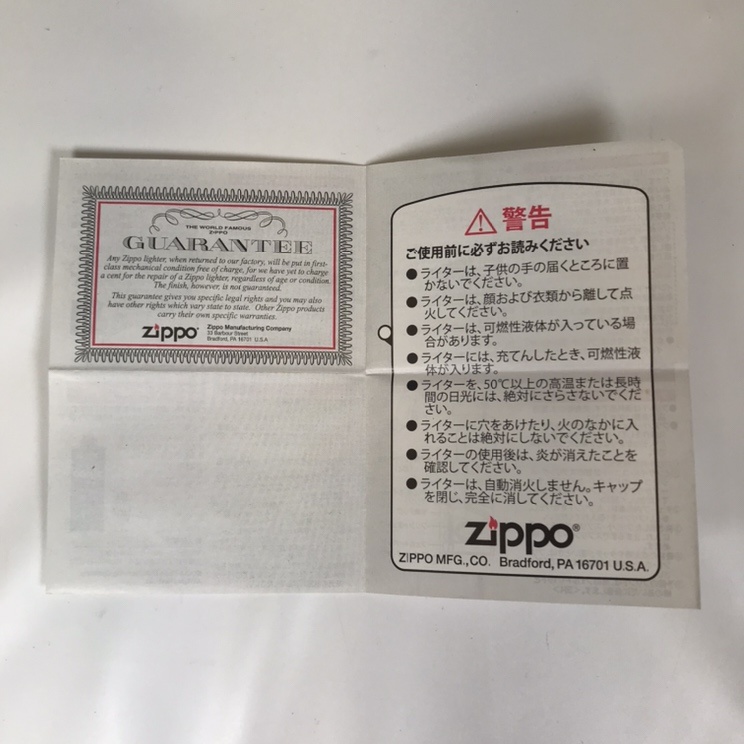 THE WORLD FAMOUS
ZIPPO
GUARANTEE
Any Zippo lighter, when returned to our factory, will be put in first-
class mechanical condition free of charge, for we have yet to charge
a cent for the repair of a Zippo lighter, regardless of age or condition.
The finish, however, is not guaranteed.
This guarantee gives you specific legal rights and you may also
have other rights which vary state to state. Other Zippo products
carry their own specific warranties.
zippo
Zippo Manufacturing Company
33 Barbour Street
Bradford, PA 16701 U.S.A
警告
ご使用前に必ずお読みください
●ライターは、子供の手の届くところに置
かないでください。
●ライターは、顔および衣類から離して点
火してください。
●ライターは、可燃性液体が入っている場
合があります。
●ライターには、充てんしたとき、可燃性液
体が入ります。
●ライターを、50℃以上の高温または長時
間の日光には、絶対にさらさないでくだ
さい。
●ライターに穴をあけたり、火のなかに入
れることは絶対にしないでください。
●ライターの使用後は、炎が消えたことを
確認してください。
●ライターは、自動消火しません。キャップ
を閉じ、完全に消してください。
zippo®
ZIPPO MFG.,CO. Bradford, PA 16701 U.S.A.